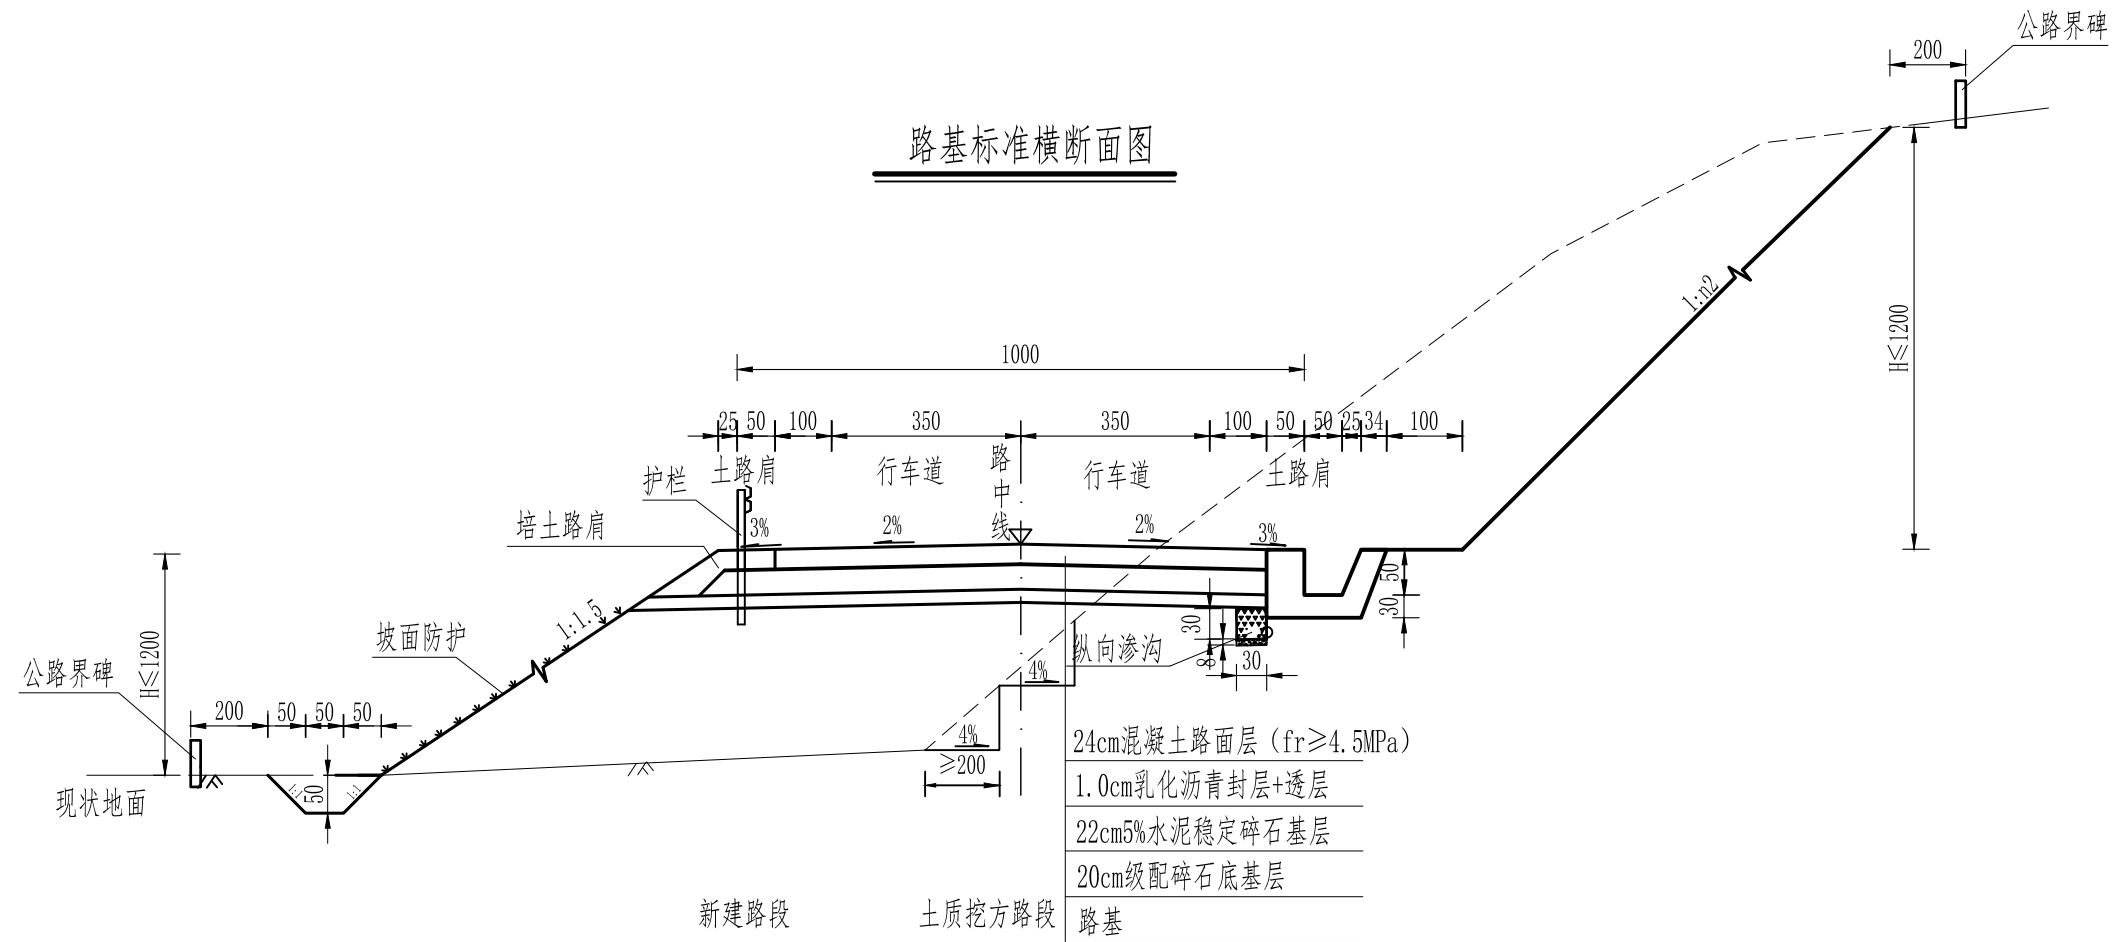 公路界碑
200
路基标准横断面图
1:n2
H≤1200
1000
25 50 100 350 350 100 50 50 25 34 100
土路肩 行车道 路中线 行车道 土路肩
护栏
培土路肩
3% 2% 2% 3%
50
30
1:1.5
坡面防护
H≤1200
公路界碑
200 50 50 50
现状地面
1:1 50 1:1
30
8
30
纵向渗沟
4%
4%
≥200
24cm混凝土路面层(fr≥4.5MPa)
1.0cm乳化沥青封层+透层
22cm5%水泥稳定碎石基层
20cm级配碎石底基层
路基
新建路段 土质挖方路段